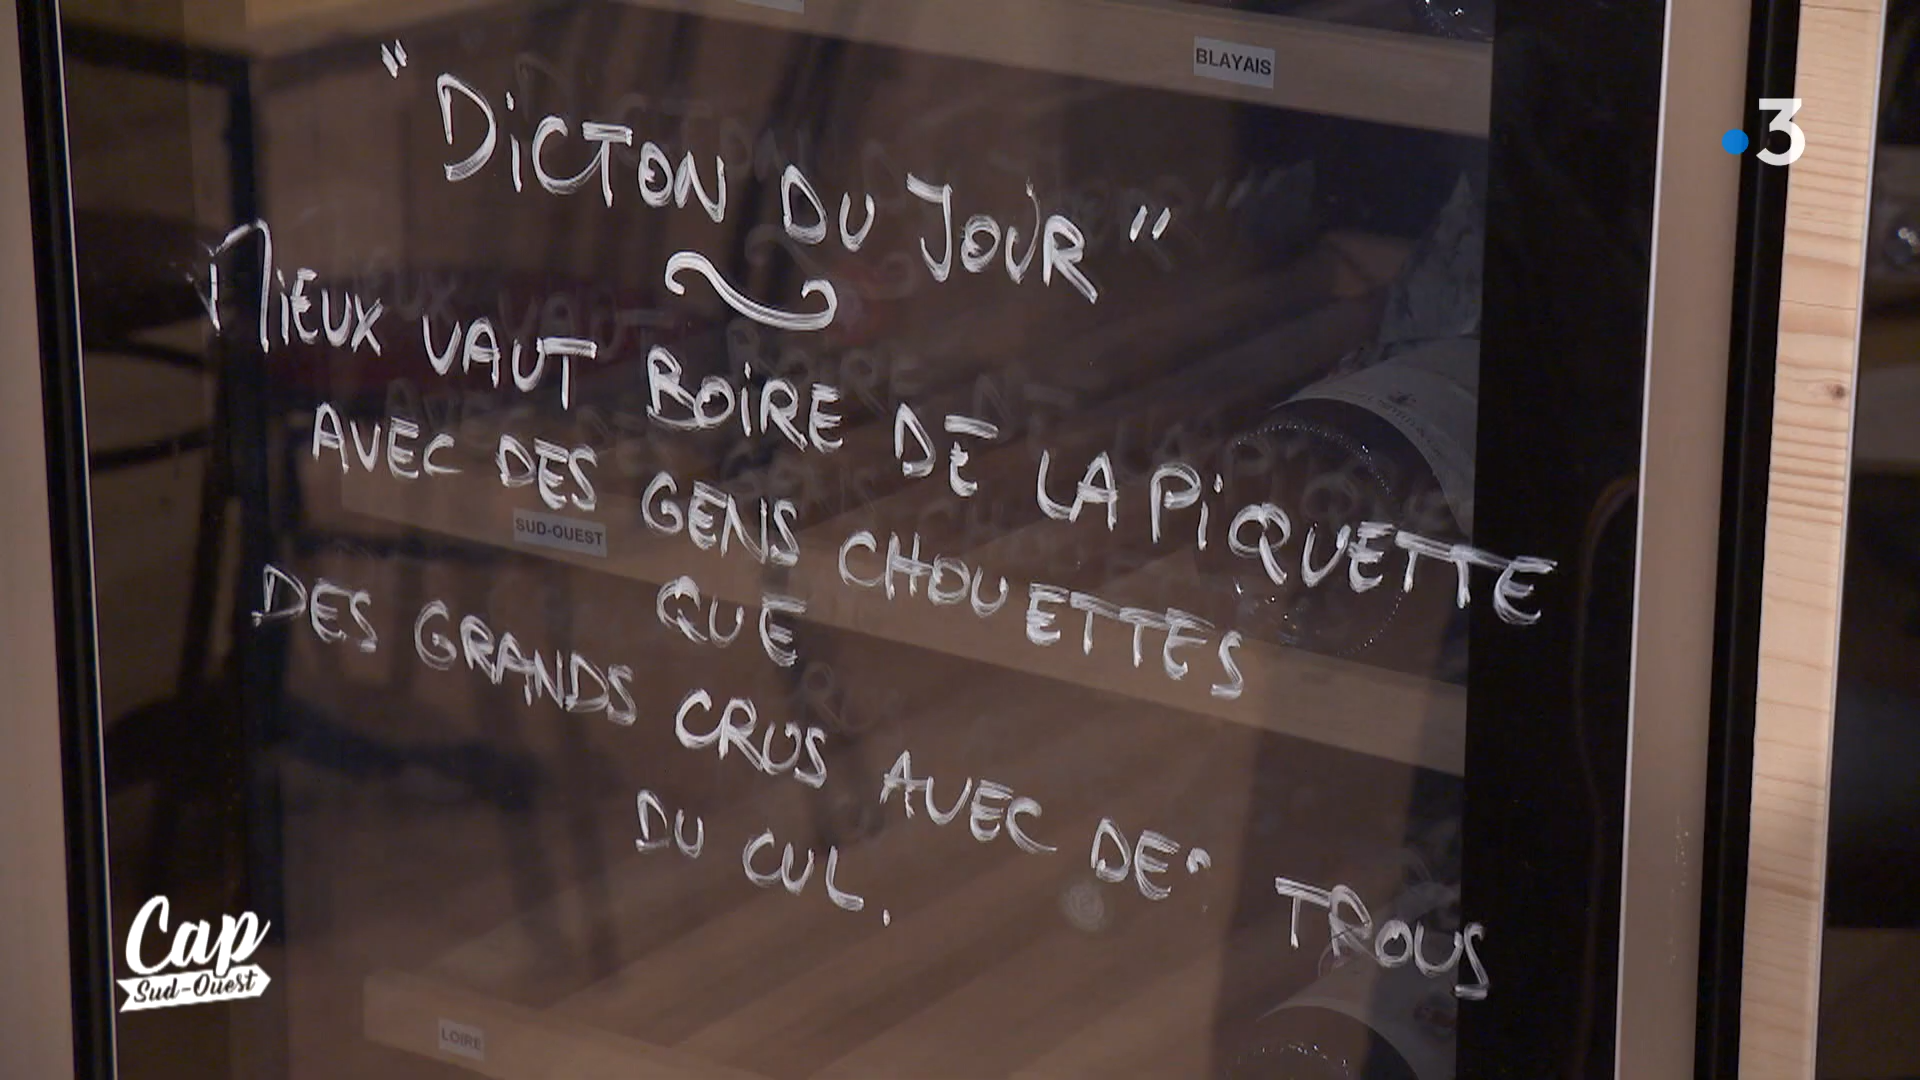 BLAYAIS
3
"DiCTON DU JOUR"
MiEUX VAUT BOiRE DE LA PiQUETTE
AVEC DES GENS CHOUETTES
SUD-OUEST
QUE
DES GRANDS CRUS AVEC DES TROUS
DU CUL.
Cap
Sud-Ouest
LOIRE